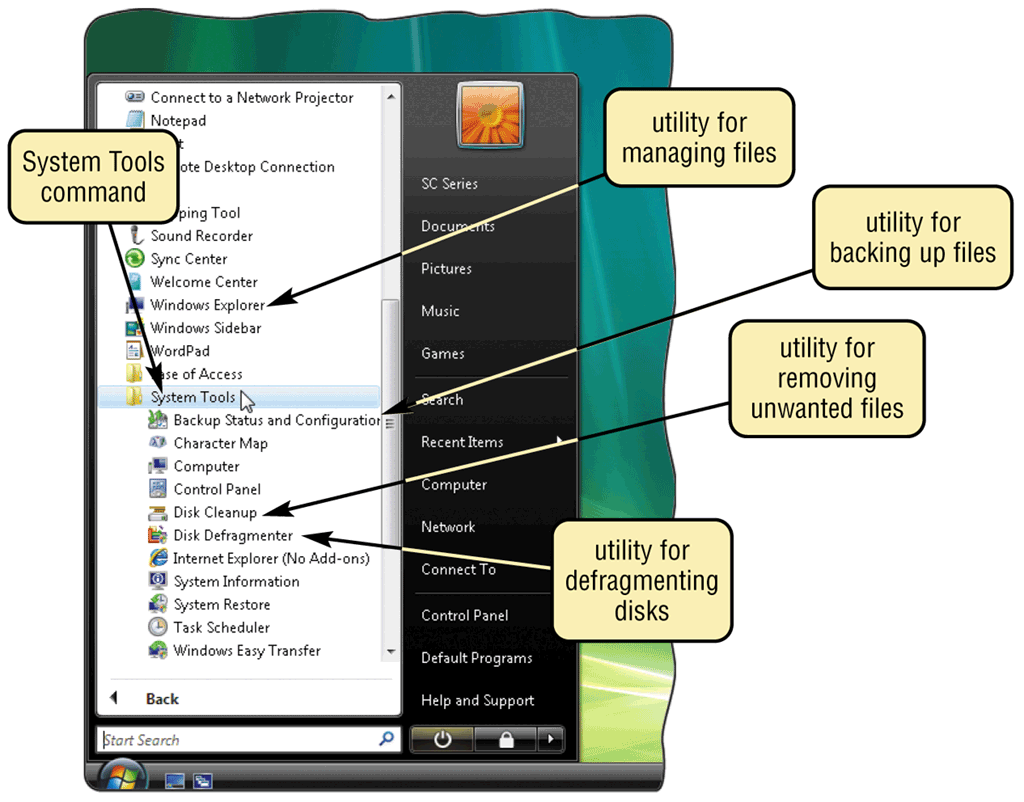 Connect to a Network Projector
Notepad
System Tools
command
Remote Desktop Connection
Snipping Tool
Sound Recorder
Sync Center
Welcome Center
Windows Explorer
Windows Sidebar
WordPad
Ease of Access
System Tools
Backup Status and Configuration
Character Map
Computer
Control Panel
Disk Cleanup
Disk Defragmenter
Internet Explorer (No Add-ons)
System Information
System Restore
Task Scheduler
Windows Easy Transfer
Back
Start Search
SC Series
Documents
Pictures
Music
Games
Search
Recent Items
Computer
Network
Connect To
Control Panel
Default Programs
Help and Support
utility for
managing files
utility for
backing up files
utility for
removing
unwanted files
utility for
defragmenting
disks